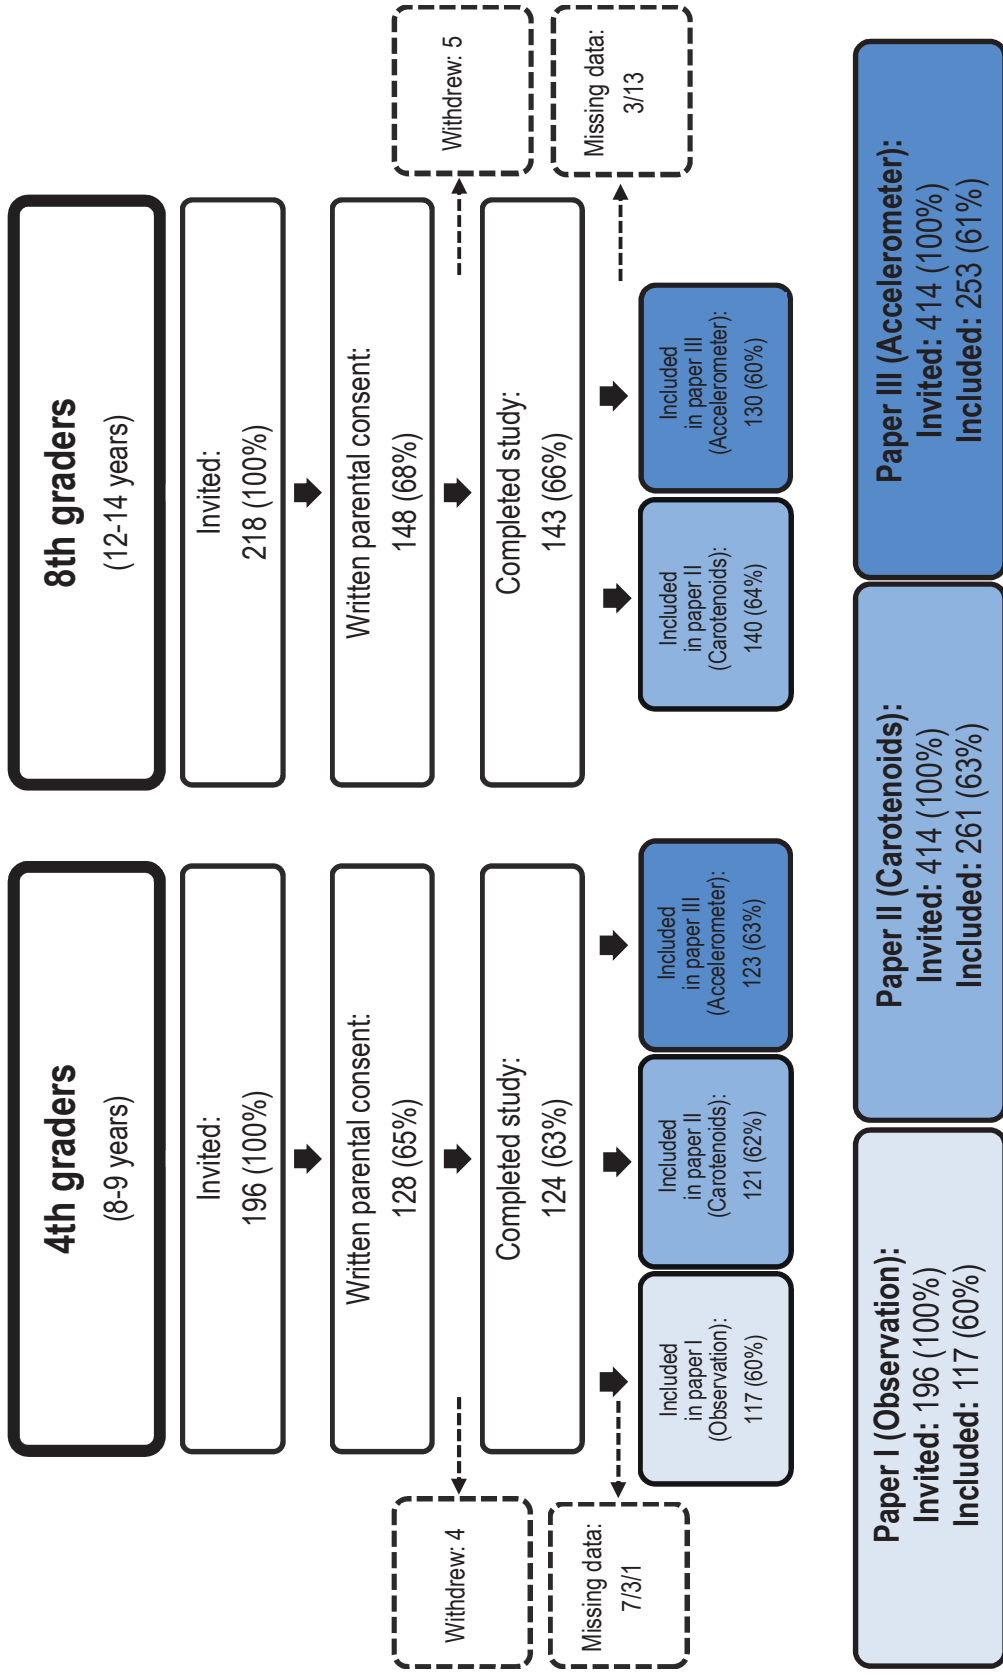 4th graders
(8-9 years)
Invited:
196 (100%)
Written parental consent:
128 (65%)
Withdrew: 4
Completed study:
124 (63%)
Missing data:
7/3/1
Included
in paper I
(Observation):
117 (60%)
Included
in paper II
(Carotenoids):
121 (62%)
Included
in paper III
(Accelerometer):
123 (63%)
8th graders
(12-14 years)
Invited:
218 (100%)
Written parental consent:
148 (68%)
Withdrew: 5
Completed study:
143 (66%)
Missing data:
3/13
Included
in paper II
(Carotenoids):
140 (64%)
Included
in paper III
(Accelerometer):
130 (60%)
Paper I (Observation):
Invited: 196 (100%)
Included: 117 (60%)
Paper II (Carotenoids):
Invited: 414 (100%)
Included: 261 (63%)
Paper III (Accelerometer):
Invited: 414 (100%)
Included: 253 (61%)